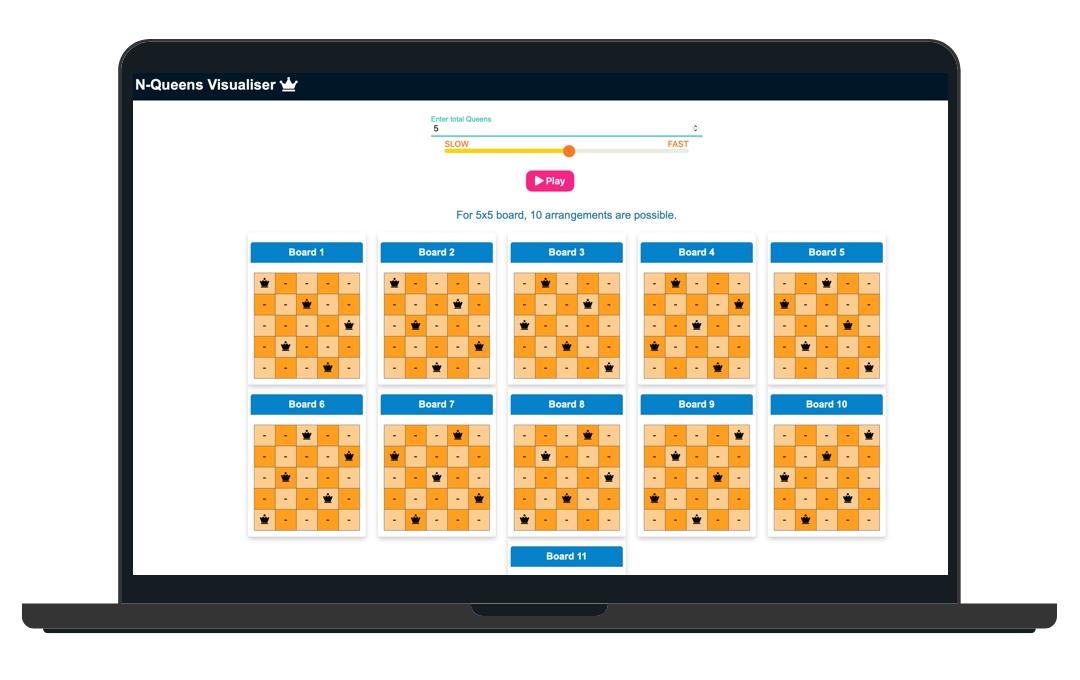 N-Queens Visualiser
Enter total Queens
5
SLOW FAST
Play
For 5x5 board, 10 arrangements are possible.
Board 1 Board 2 Board 3 Board 4 Board 5
- - - - - - - - - - - - - - - - - - - -
- - - - - - - - - - - - - - - - - - - -
- - - - - - - - - - - - - - - - - - - -
- - - - - - - - - - - - - - - - - - - -
- - - - - - - - - - - - - - - - - - - -
Board 6 Board 7 Board 8 Board 9 Board 10
- - - - - - - - - - - - - - - - - - - -
- - - - - - - - - - - - - - - - - - - -
- - - - - - - - - - - - - - - - - - - -
- - - - - - - - - - - - - - - - - - - -
- - - - - - - - - - - - - - - - - - - -
Board 11